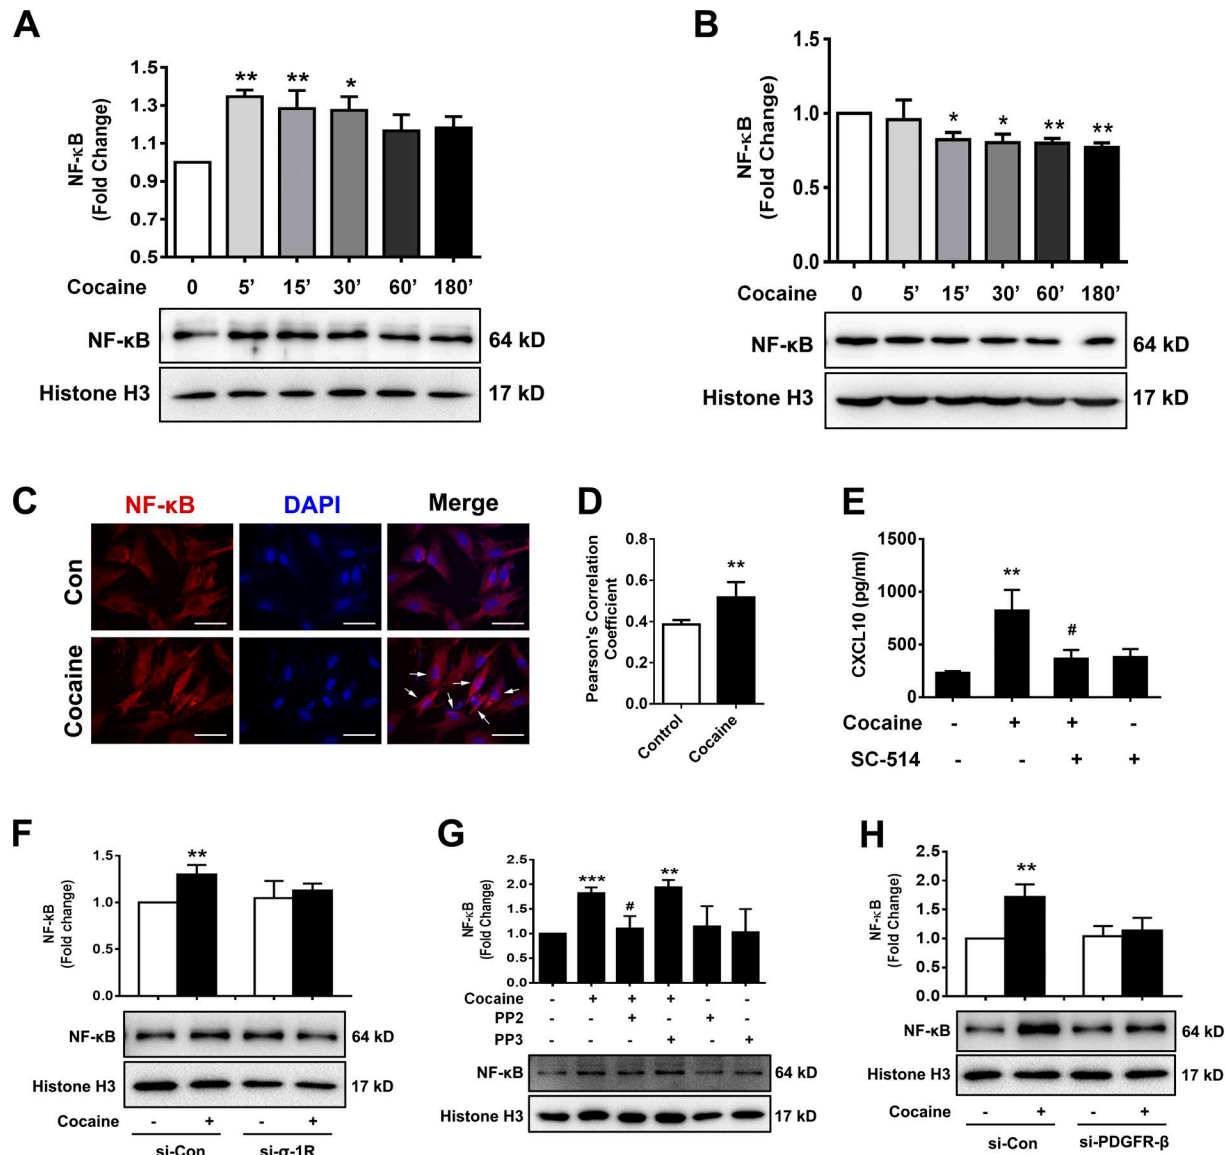 A
NF-κB
(Fold Change)
1.5
1.3
1.1
0.9
0.7
0.5
** ** *
Cocaine 0 5’ 15’ 30’ 60’ 180’
NF-κB 64 kD
Histone H3 17 kD
B
NF-κB
(Fold Change)
1.5
1.0
0.5
0.0
* * ** **
Cocaine 0 5’ 15’ 30’ 60’ 180’
NF-κB 64 kD
Histone H3 17 kD
C
NF-κB DAPI Merge
Con
Cocaine
D
Pearson's Correlation
Coefficient
0.8
0.6
0.4
0.2
0.0
**
Control Cocaine
E
CXCL10 (pg/ml)
1500
1000
500
0
** #
Cocaine - + + -
SC-514 - - + +
F
NF-kB
(Fold change)
1.5
1.0
0.5
0.0
**
NF-κB 64 kD
Histone H3 17 kD
Cocaine - + - +
si-Con si-σ-1R
G
NF-κB
(Fold Change)
2.5
2.0
1.5
1.0
0.5
0.0
*** # **
Cocaine - + + + - -
PP2 - - + - + -
PP3 - - - + - +
NF-κB 64 kD
Histone H3 17 kD
H
NF-κB
(Fold Change)
2.5
2.0
1.5
1.0
0.5
0.0
**
NF-κB 64 kD
Histone H3 17 kD
Cocaine - + - +
si-Con si-PDGFR-β